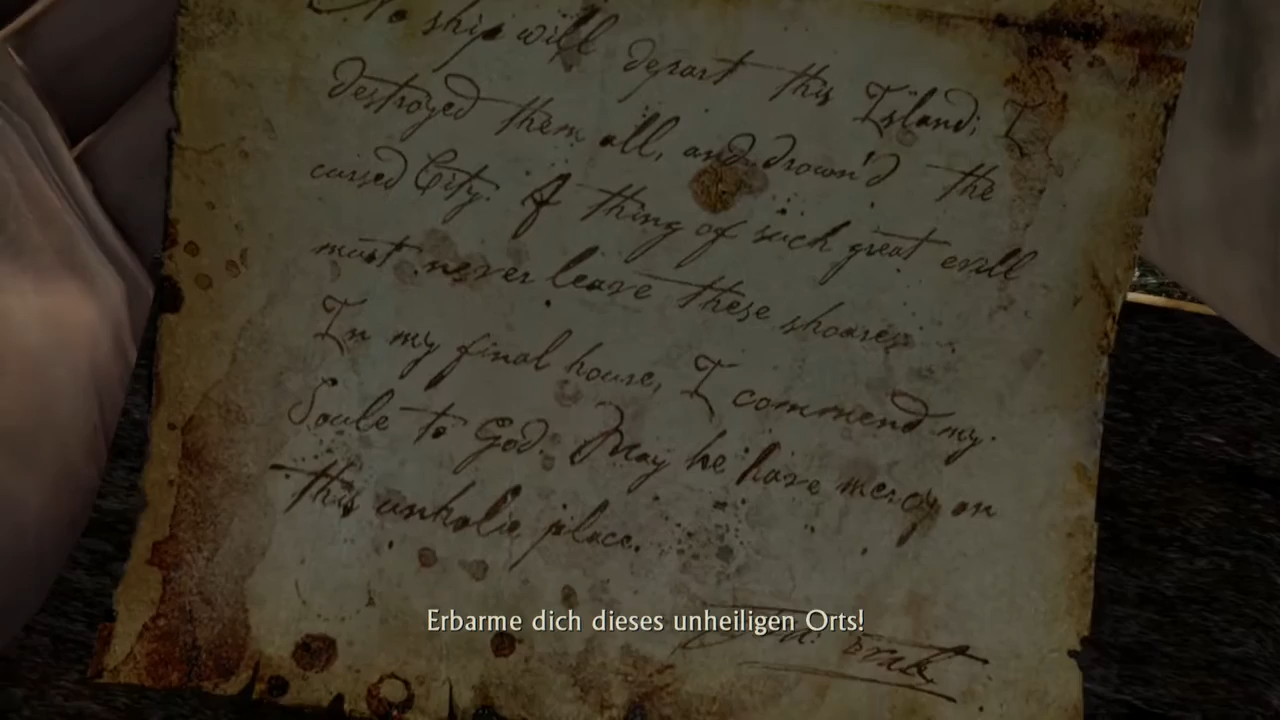 No ship will depart this Island; I
destroyed them all, and drown'd the
cursed City. A thing of such great evill
must never leave these shoares.
In my final houre, I commend my
Soule to God. May he have mercy on
this unholie place.
Erbarme dich dieses unheiligen Orts!